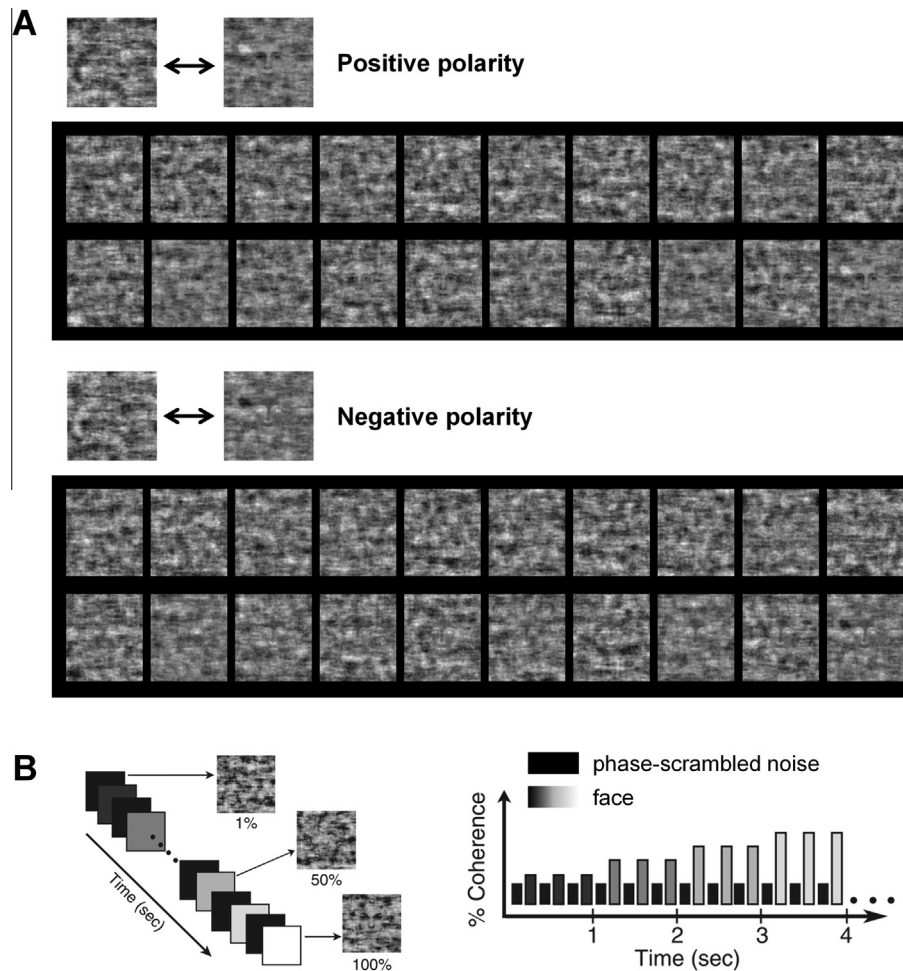 A
Positive polarity
Negative polarity
B
1%
50%
100%
Time (sec)
phase-scrambled noise
face
% Coherence
1 2 3 4
Time (sec)